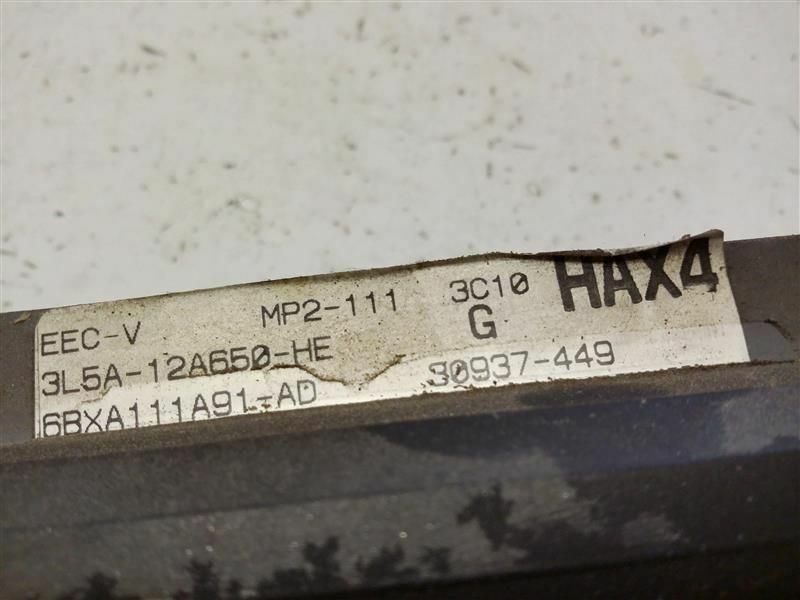 EEC-V MP2-111 3C10 HAX4
3L5A-12A650-HE G
6BXA111A91-AD 30937-449